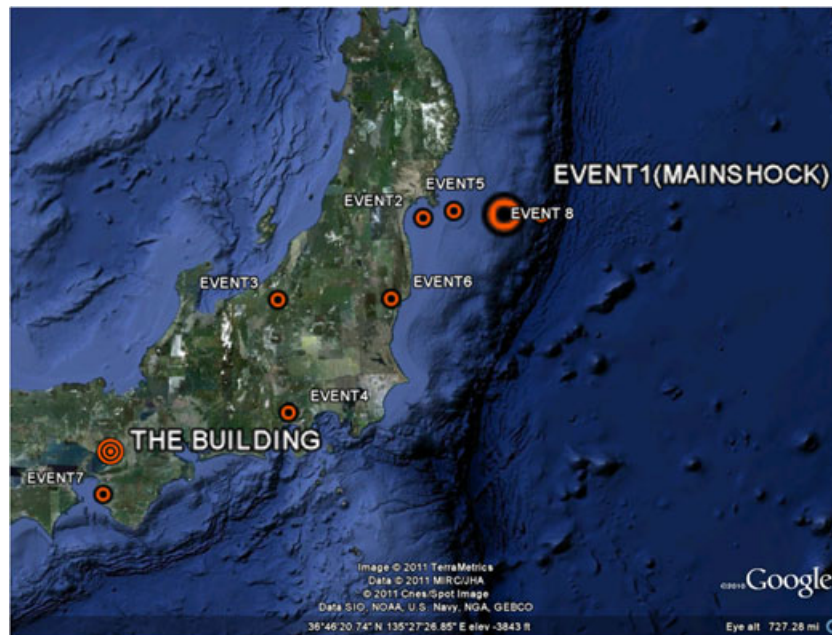 EVENT1(MAINSHOCK)
EVENT5
EVENT2
EVENT 8
EVENT3
EVENT6
EVENT4
THE BUILDING
EVENT7
Image © 2011 TerraMetrics
Data © 2011 MIRC/JHA
© 2011 Cnes/Spot Image
Data SIO, NOAA, U.S. Navy, NGA, GEBCO
©2010 Google
36°46'20.74" N 135°27'26.85" E elev -3843 ft
Eye alt 727.28 mi